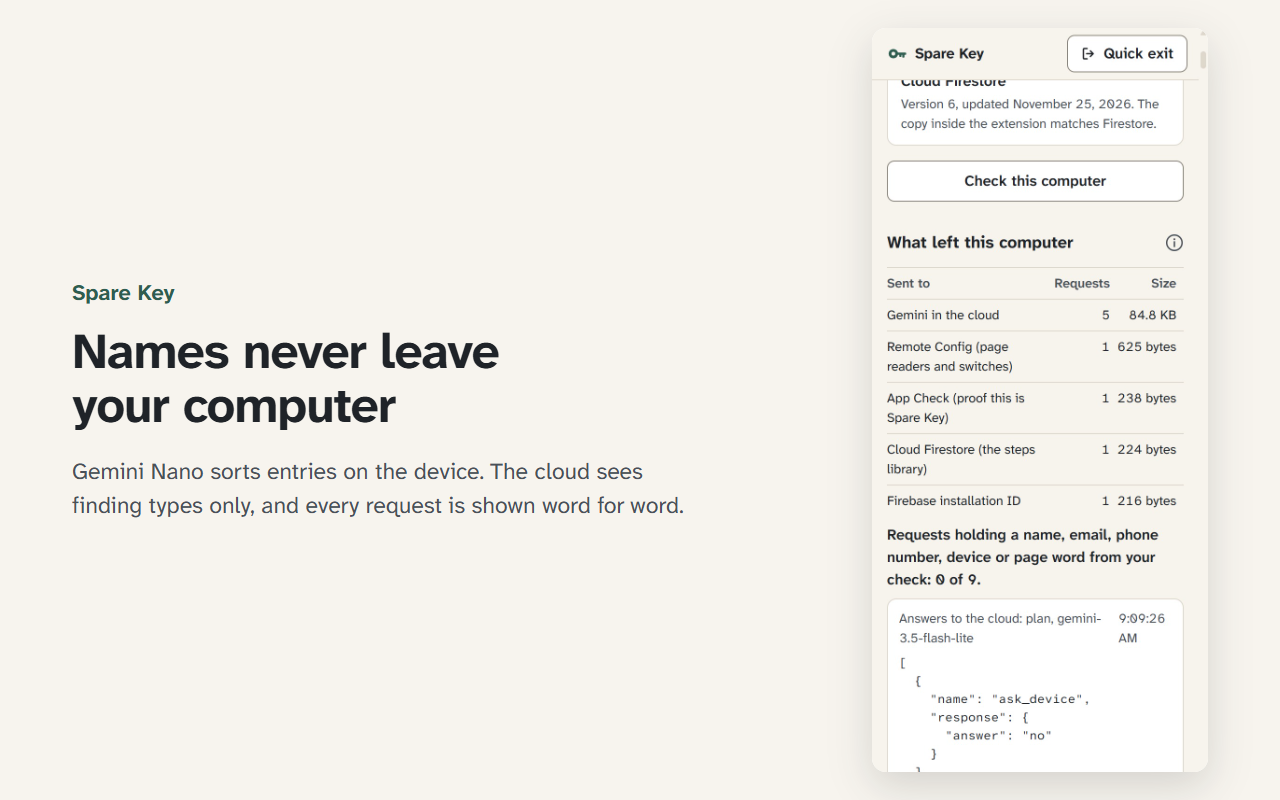 Spare Key
Names never leave
your computer
Gemini Nano sorts entries on the device. The cloud sees
finding types only, and every request is shown word for word.
Spare Key
Quick exit
Cloud Firestore
Version 6, updated November 25, 2026. The
copy inside the extension matches Firestore.
Check this computer
What left this computer
Sent to Requests Size
Gemini in the cloud 5 84.8 KB
Remote Config (page
readers and switches) 1 625 bytes
App Check (proof this is
Spare Key) 1 238 bytes
Cloud Firestore (the steps
library) 1 224 bytes
Firebase installation ID 1 216 bytes
Requests holding a name, email, phone
number, device or page word from your
check: 0 of 9.
Answers to the cloud: plan, gemini-
3.5-flash-lite
9:09:26
AM
[
  {
    "name": "ask_device",
    "response": {
      "answer": "no"
    }
  }